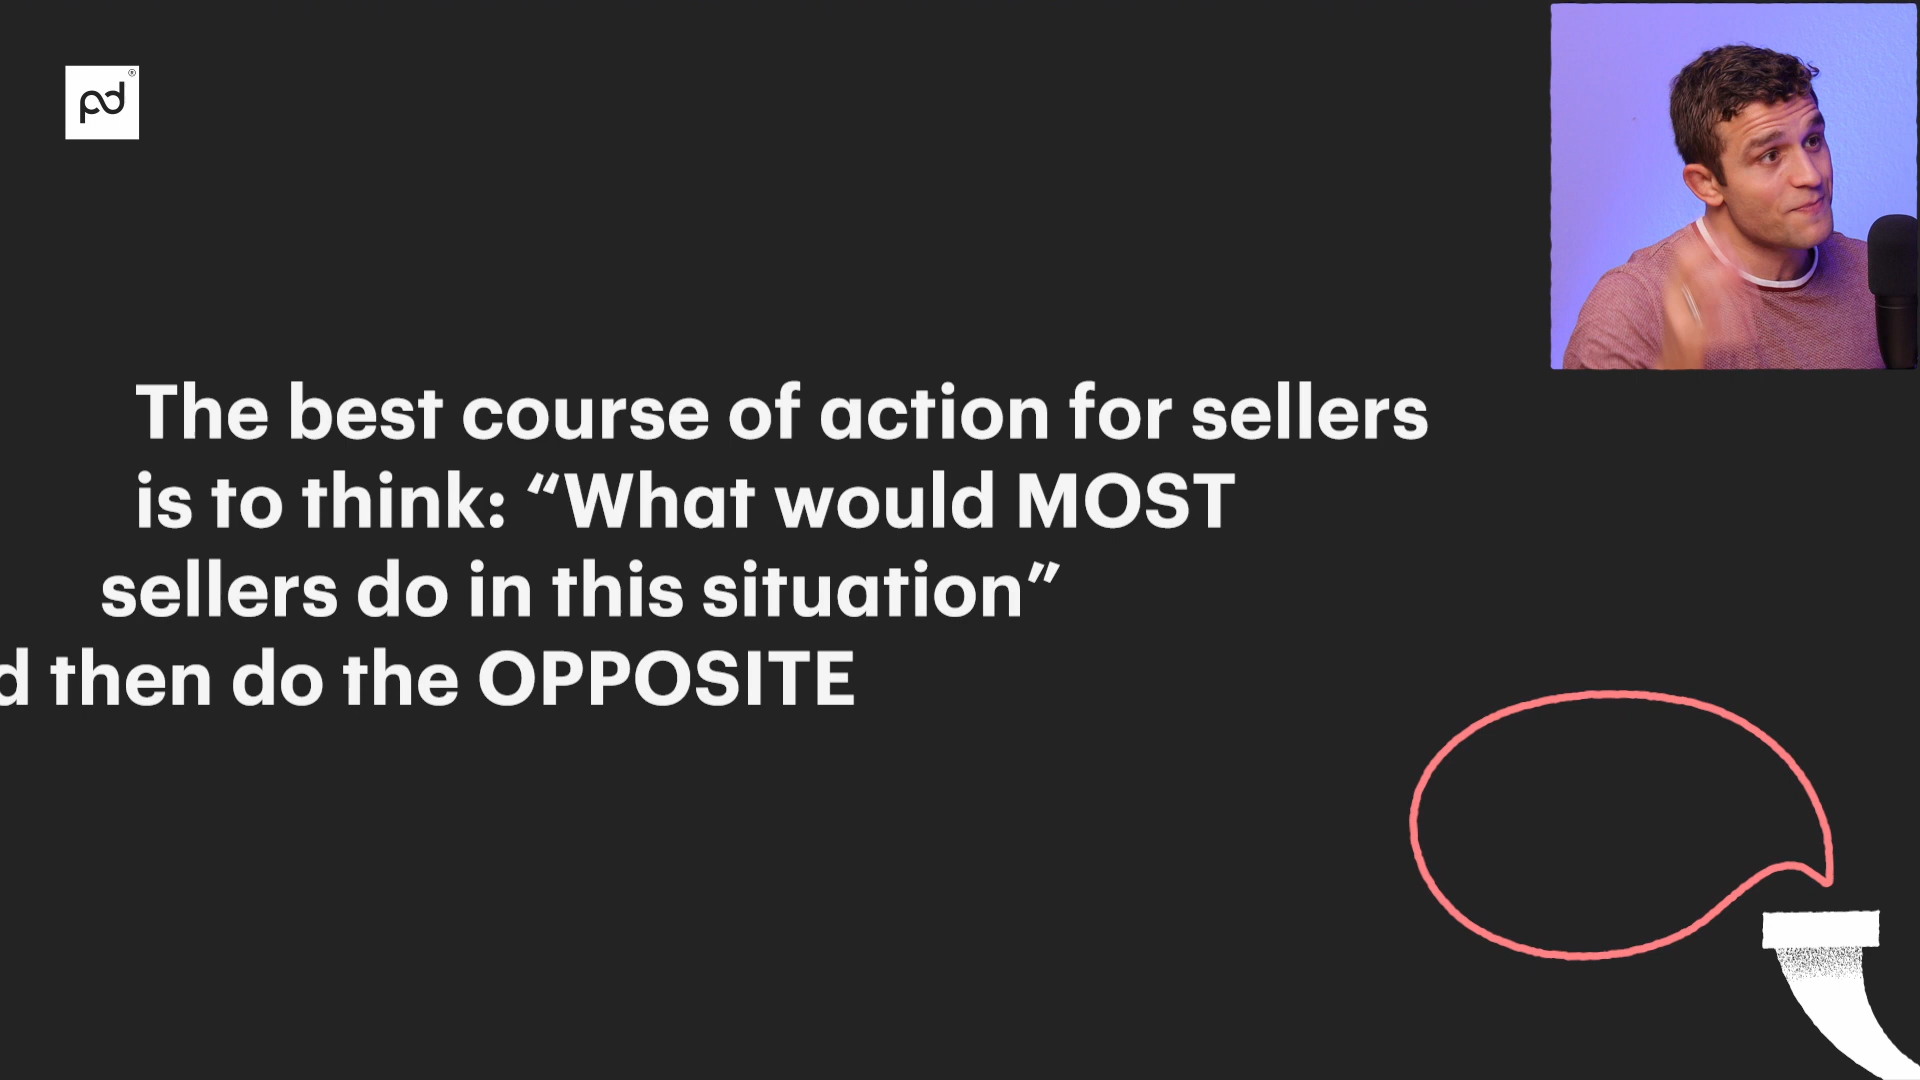 pd®
The best course of action for sellers
is to think: “What would MOST
sellers do in this situation”
d then do the OPPOSITE